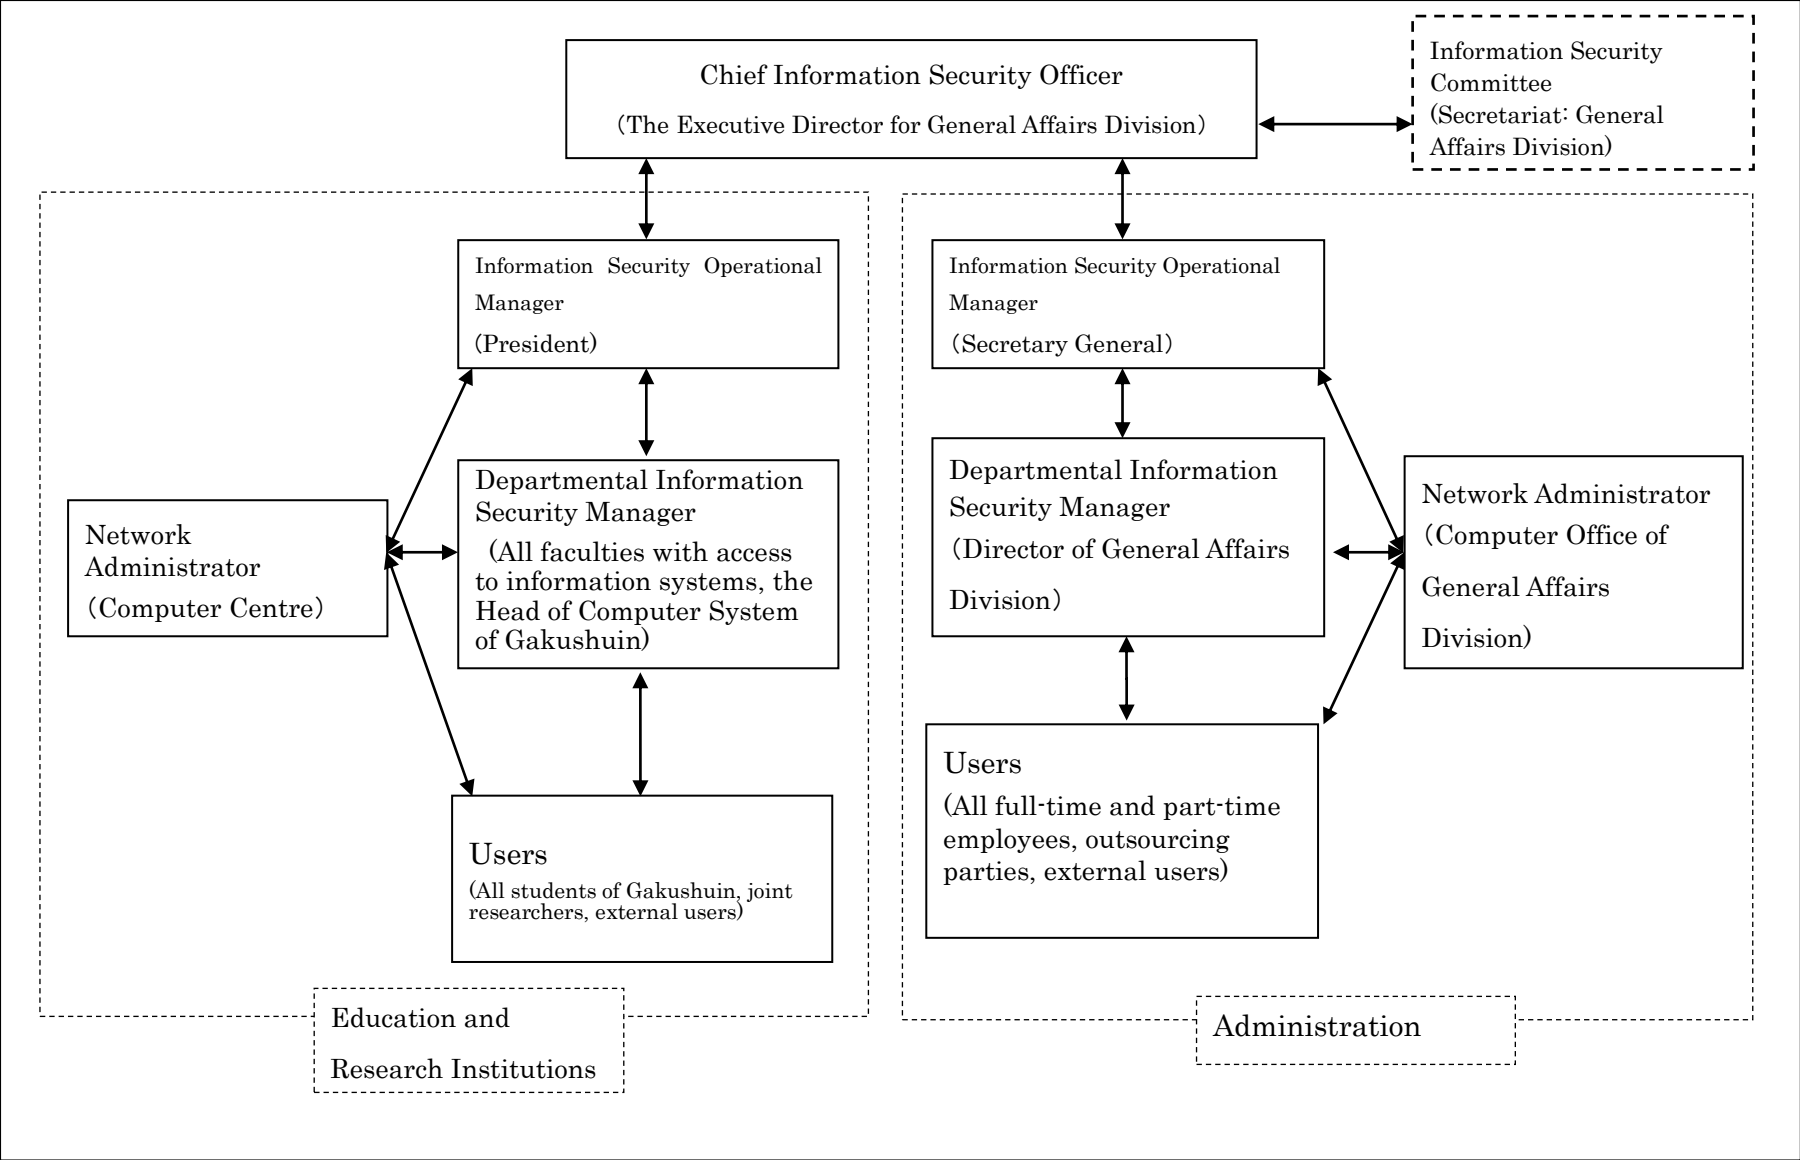 Chief Information Security Officer
（The Executive Director for General Affairs Division）
Information Security
Committee
(Secretariat: General
Affairs Division)
Information Security Operational
Manager
(President)
Information Security Operational
Manager
（Secretary General）
Network
Administrator
（Computer Centre）
Departmental Information
Security Manager
(All faculties with access
to information systems, the
Head of Computer System
of Gakushuin)
Departmental Information
Security Manager
（Director of General Affairs
Division）
Network Administrator
（Computer Office of
General Affairs
Division)
Users
(All students of Gakushuin, joint
researchers, external users)
Users
(All full-time and part-time
employees, outsourcing
parties, external users)
Education and
Research Institutions
Administration